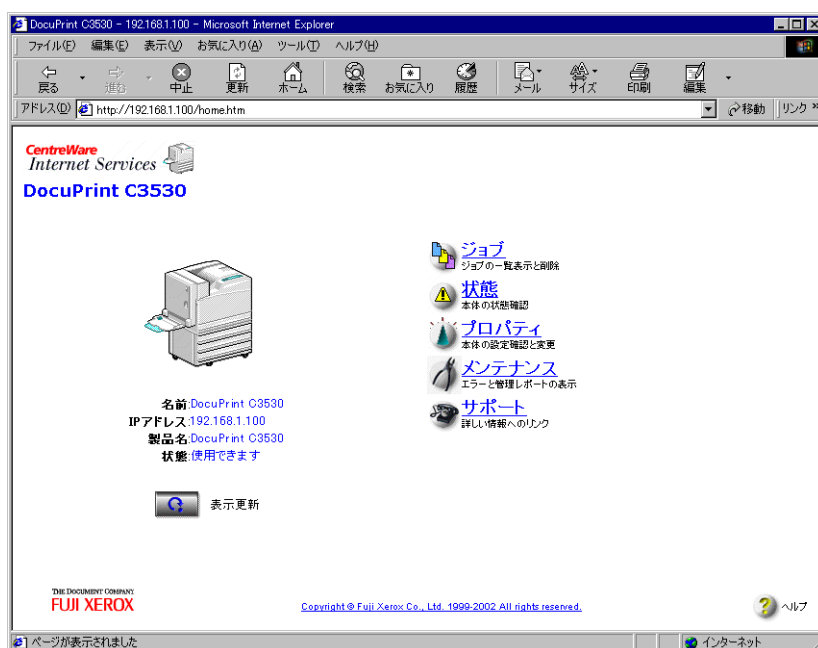 DocuPrint C3530 - 192.168.1.100 - Microsoft Internet Explorer
ファイル(F) 編集(E) 表示(V) お気に入り(A) ツール(T) ヘルプ(H)
戻る 進む 中止 更新 ホーム 検索 お気に入り 履歴 メール サイズ 印刷 編集
アドレス(D) http://192.168.1.100/home.htm 移動 リンク »
CentreWare
Internet Services
DocuPrint C3530
ジョブ
ジョブの一覧表示と削除
状態
本体の状態確認
プロパティ
本体の設定確認と変更
メンテナンス
エラーと管理レポートの表示
サポート
詳しい情報へのリンク
名前:DocuPrint C3530
IPアドレス:192.168.1.100
製品名:DocuPrint C3530
状態:使用できます
表示更新
THE DOCUMENT COMPANY
FUJI XEROX
Copyright © Fuji Xerox Co., Ltd. 1999-2002 All rights reserved.
ヘルプ
ページが表示されました インターネット